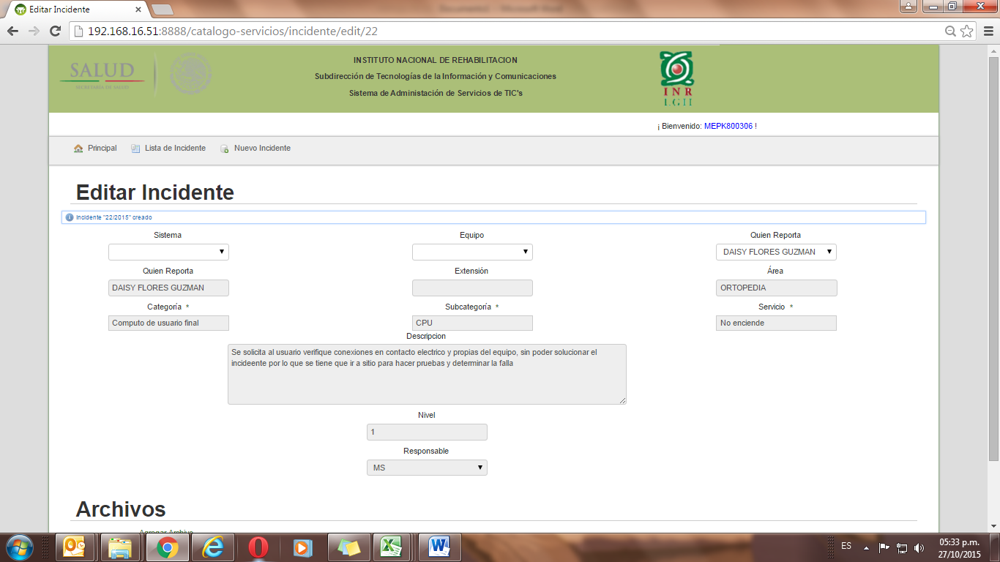 Editar Incidente
192.168.16.51:8888/catalogo-servicios/incidente/edit/22
SALUD
SECRETARÍA DE SALUD
INSTITUTO NACIONAL DE REHABILITACION
Subdirección de Tecnologías de la Información y Comunicaciones
Sistema de Administación de Servicios de TIC's
INR
LGII
¡ Bienvenido: MEPK800306 !
Principal Lista de Incidente Nuevo Incidente
Editar Incidente
Incidente "22/2015" creado
Sistema Equipo Quien Reporta
DAISY FLORES GUZMAN
Quien Reporta Extensión Área
DAISY FLORES GUZMAN ORTOPEDIA
Categoría * Subcategoría * Servicio *
Computo de usuario final CPU No enciende
Descripcion
Se solicita al usuario verifique conexiones en contacto electrico y propias del equipo, sin poder solucionar el
incideente por lo que se tiene que ir a sitio para hacer pruebas y determinar la falla
Nivel
1
Responsable
MS
Archivos
Agregar Archivo
ES
05:33 p.m.
27/10/2015